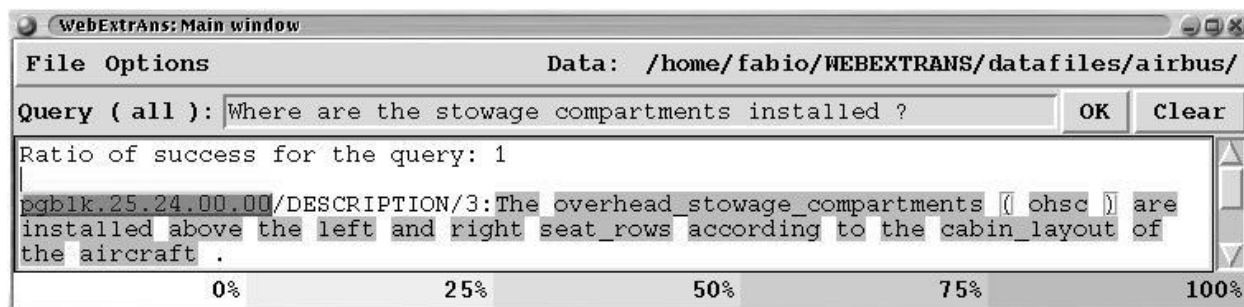 WebExtrAns: Main window
File Options Data: /home/fabio/WEBEXTRANS/datafiles/airbus/
Query ( all ): Where are the stowage compartments installed ? OK Clear
Ratio of success for the query: 1
pgblk.25.24.00.00/DESCRIPTION/3:The overhead_stowage_compartments ( ohsc ) are
installed above the left and right seat_rows according to the cabin_layout of
the aircraft .
0% 25% 50% 75% 100%